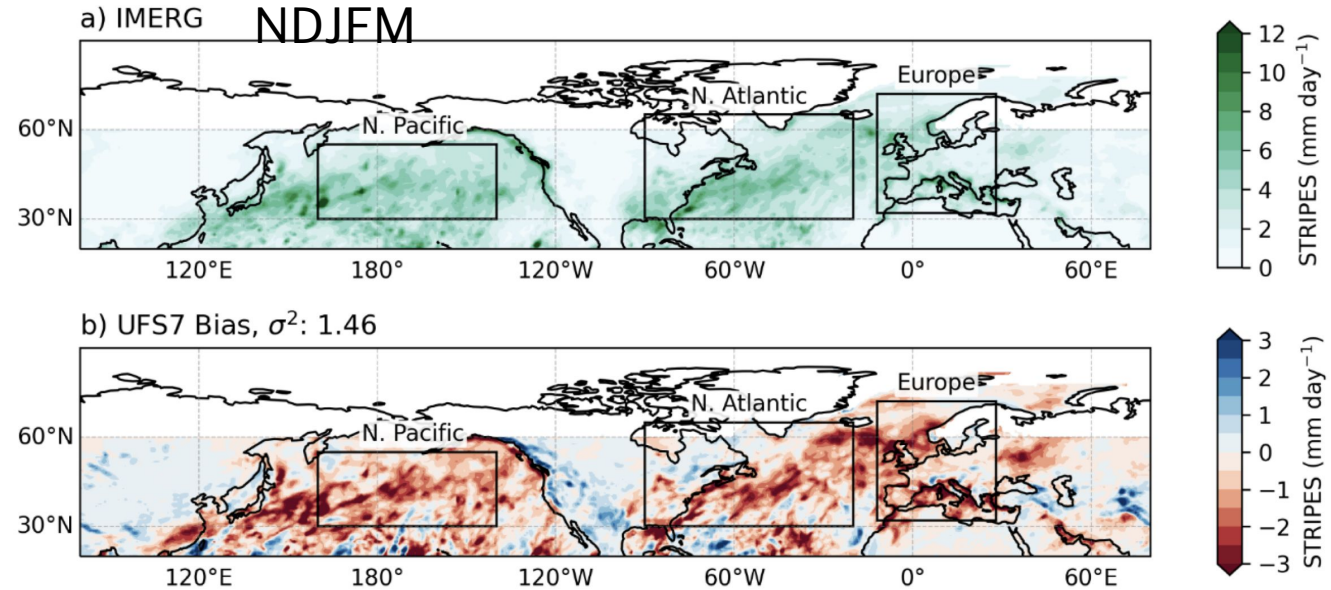 a) IMERG
NDJFM
N. Pacific
N. Atlantic
Europe
60°N
30°N
120°E
180°
120°W
60°W
0°
60°E
12
10
8
6
4
2
0
STRIPES (mm day⁻¹)
b) UFS7 Bias, σ²: 1.46
N. Pacific
N. Atlantic
Europe
60°N
30°N
120°E
180°
120°W
60°W
0°
60°E
3
2
1
0
−1
−2
−3
STRIPES (mm day⁻¹)